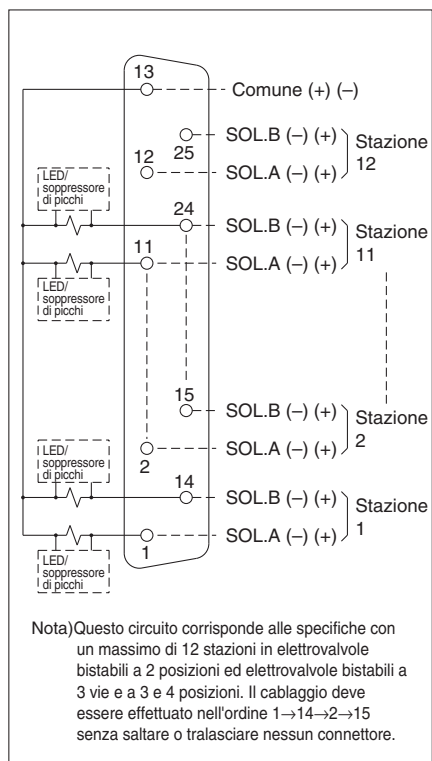 13
Comune (+) (–)
SOL.B (–) (+)
25
Stazione
12
12
SOL.A (–) (+)
LED/
soppressore
di picchi
24
SOL.B (–) (+)
Stazione
11
11
SOL.A (–) (+)
LED/
soppressore
di picchi
15
SOL.B (–) (+)
Stazione
2
2
SOL.A (–) (+)
LED/
soppressore
di picchi
14
SOL.B (–) (+)
Stazione
1
1
SOL.A (–) (+)
LED/
soppressore
di picchi
Nota)Questo circuito corrisponde alle specifiche con
un massimo di 12 stazioni in elettrovalvole
bistabili a 2 posizioni ed elettrovalvole bistabili a
3 vie e a 3 e 4 posizioni. Il cablaggio deve
essere effettuato nell'ordine 1→14→2→15
senza saltare o tralasciare nessun connettore.